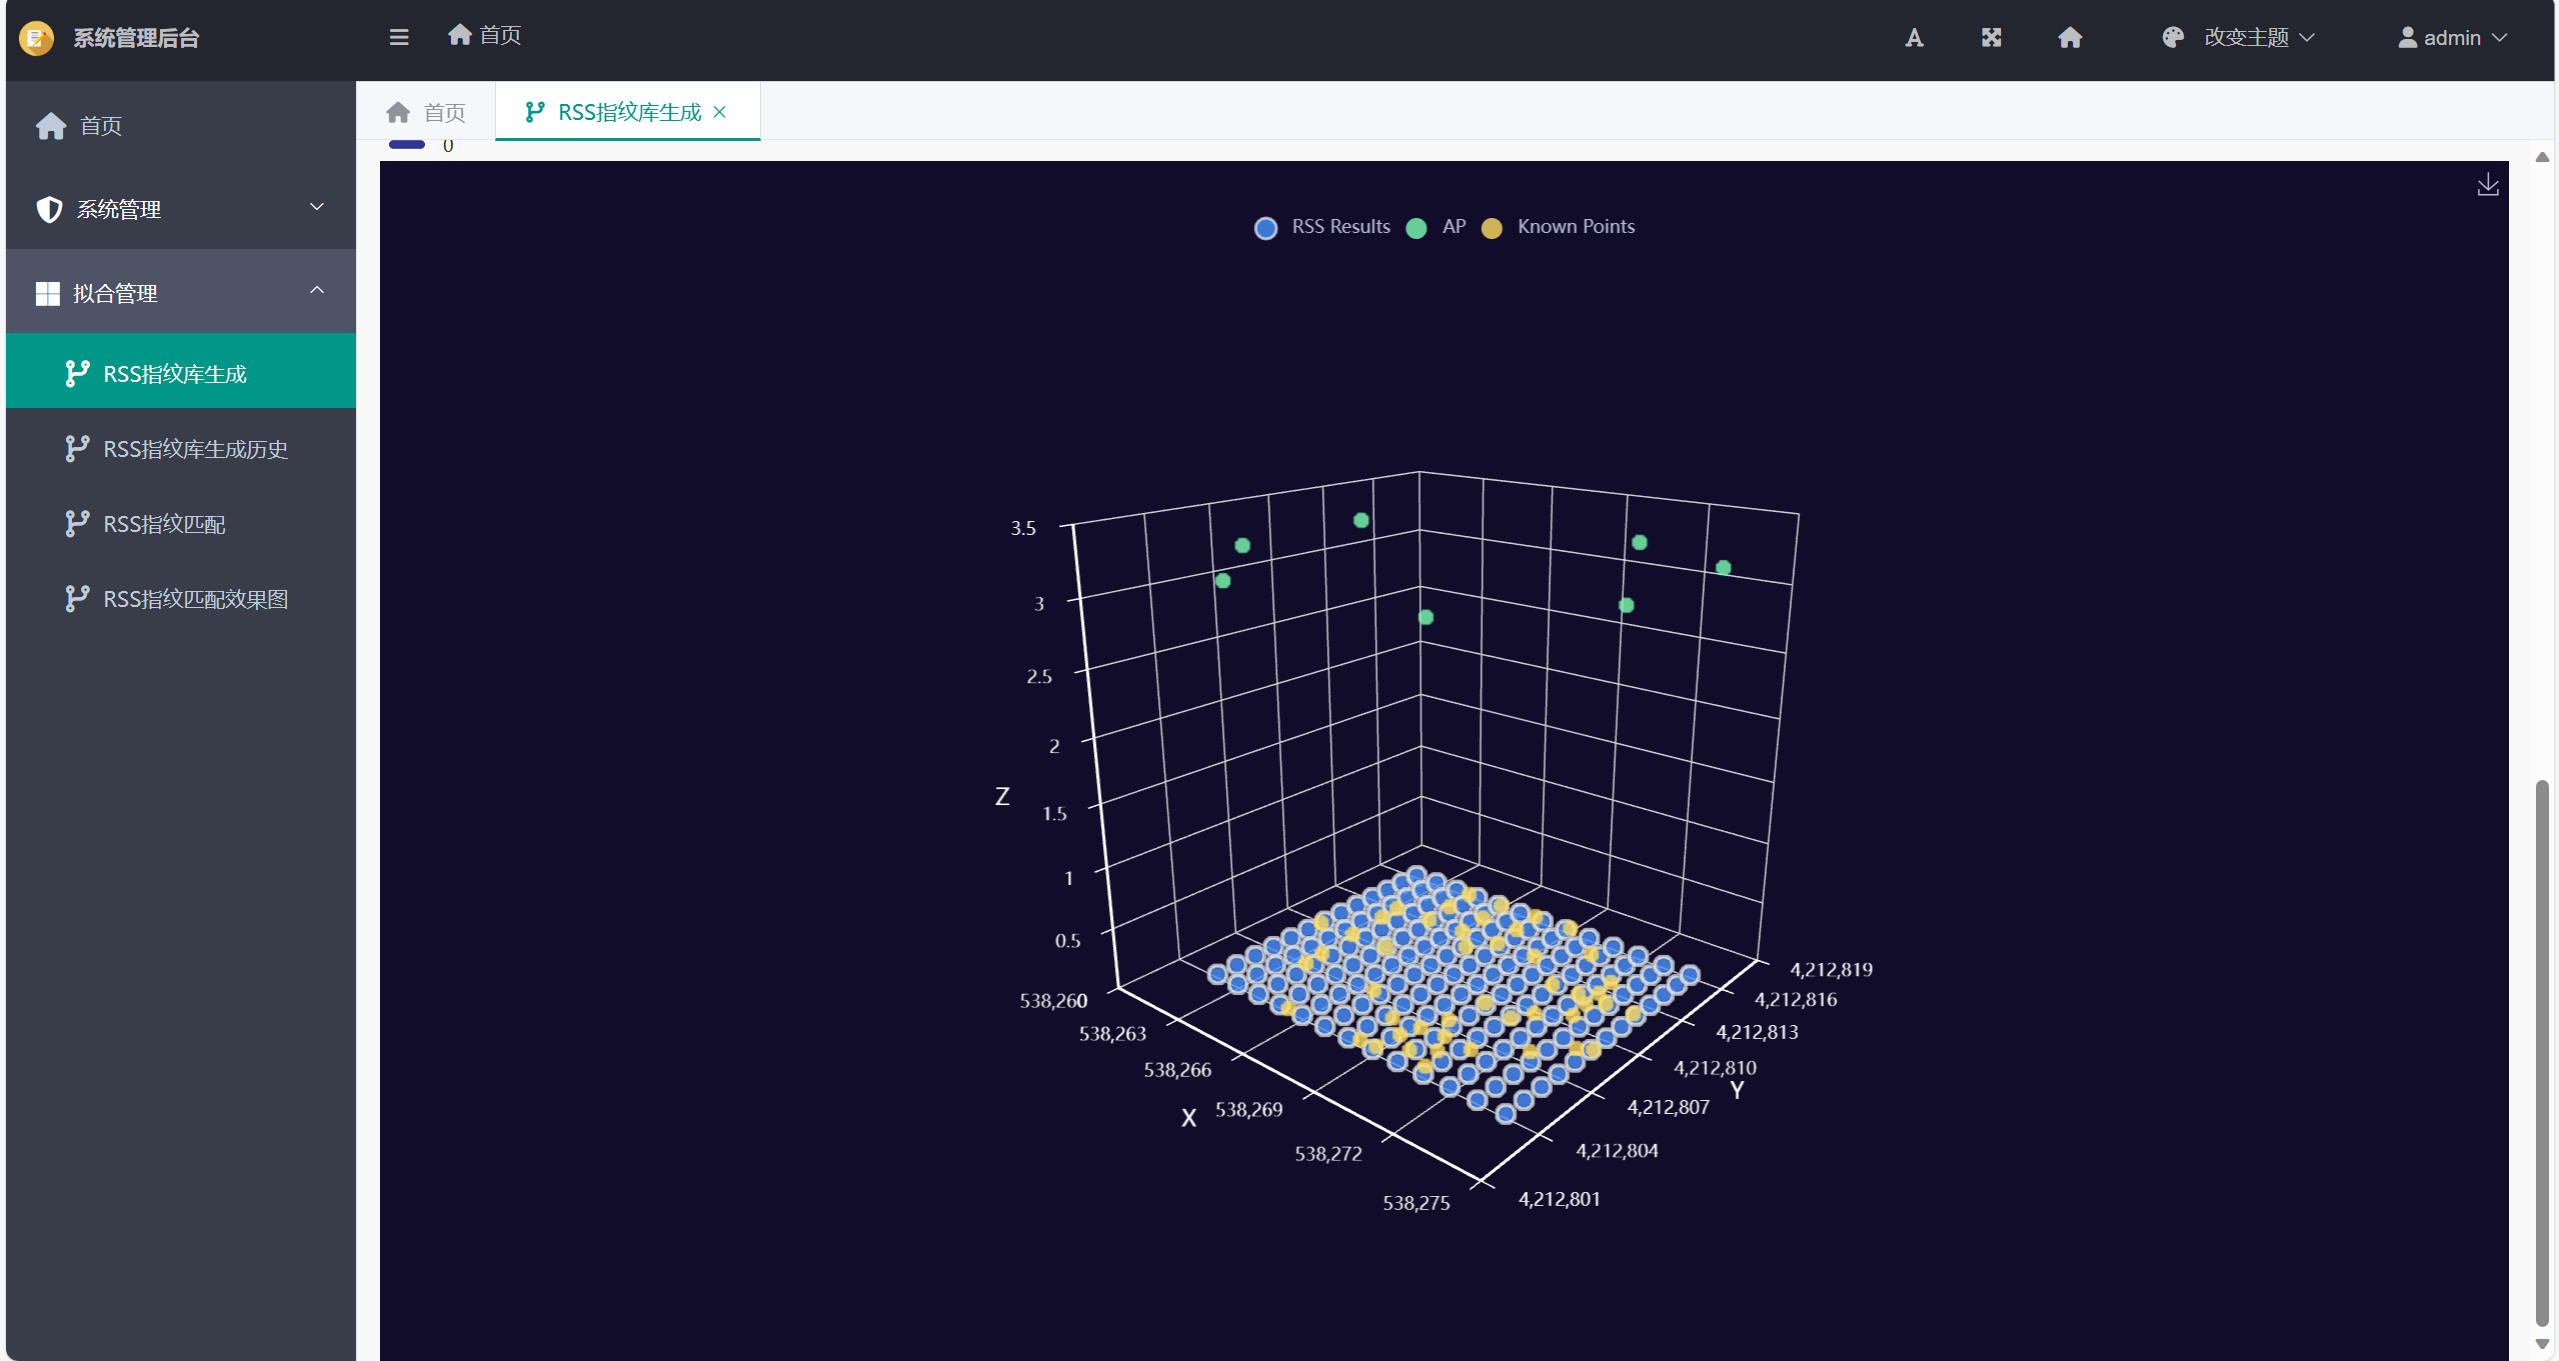 系统管理后台
首页
改变主题
admin
首页
系统管理
拟合管理
RSS指纹库生成
RSS指纹库生成历史
RSS指纹匹配
RSS指纹匹配效果图
首页
RSS指纹库生成
0
RSS Results
AP
Known Points
3.5
3
2.5
2
1.5
1
0.5
0
Z
538,260
538,263
538,266
538,269
538,272
538,275
X
4,212,819
4,212,816
4,212,813
4,212,810
4,212,807
4,212,804
4,212,801
Y